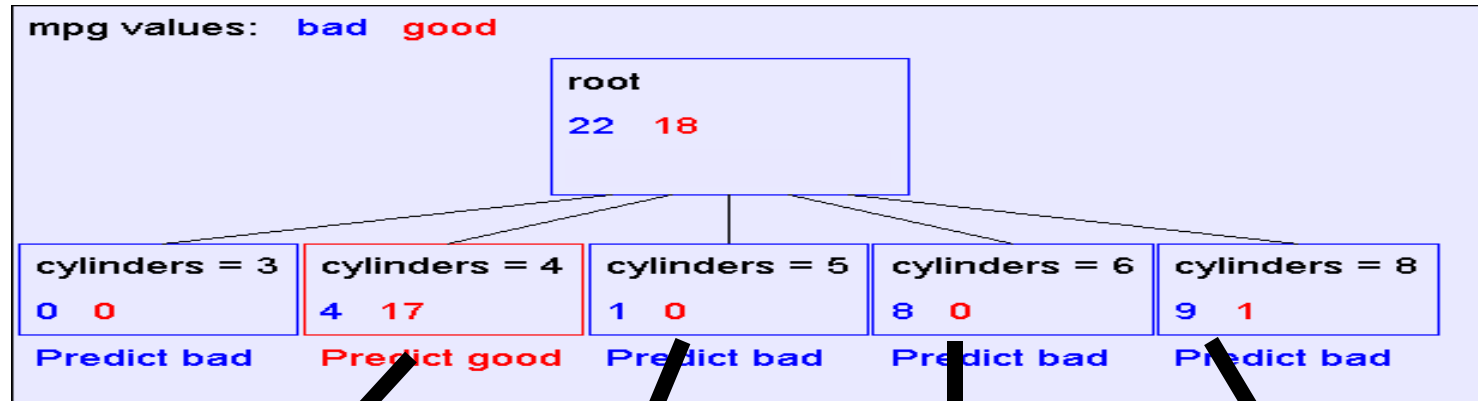 mpg values: bad good
root
22 18
cylinders = 3
0 0
Predict bad
cylinders = 4
4 17
Predict good
cylinders = 5
1 0
Predict bad
cylinders = 6
8 0
Predict bad
cylinders = 8
9 1
Predict bad